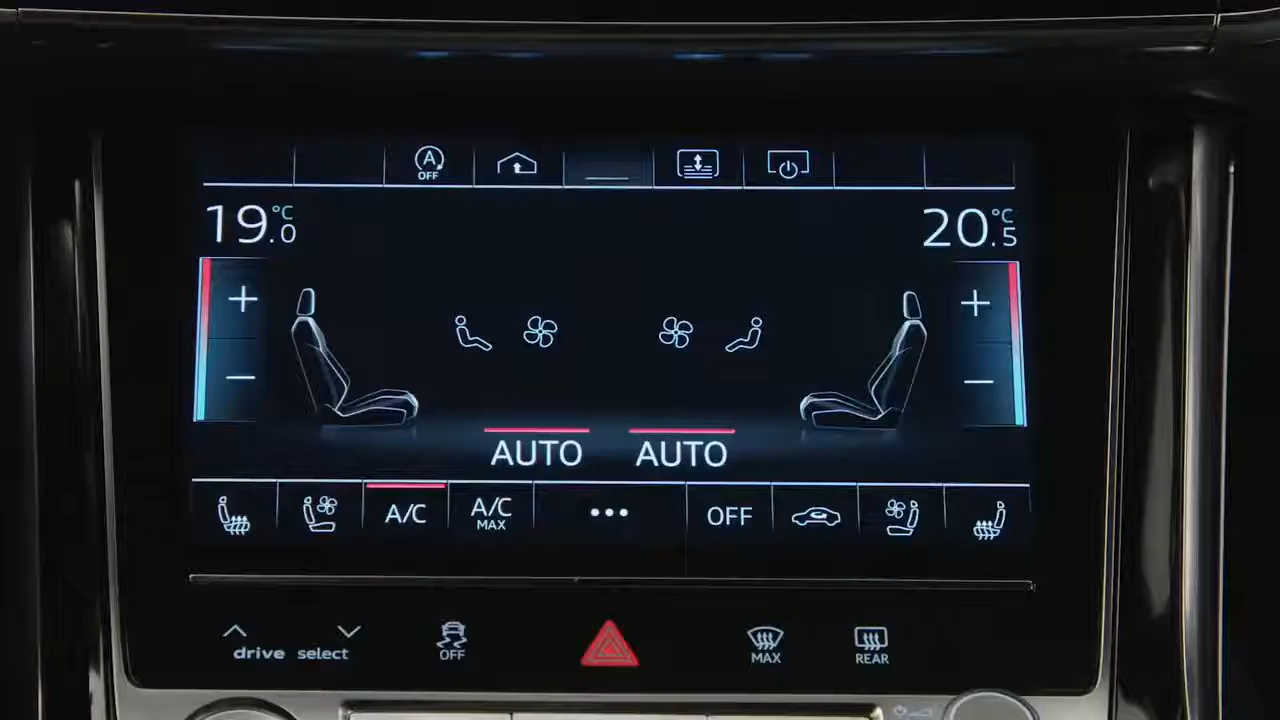 A
OFF
19.0 °C
20.5 °C
+
+
−
−
AUTO AUTO
A/C
A/C
MAX
•••
OFF
drive select
OFF
MAX
REAR